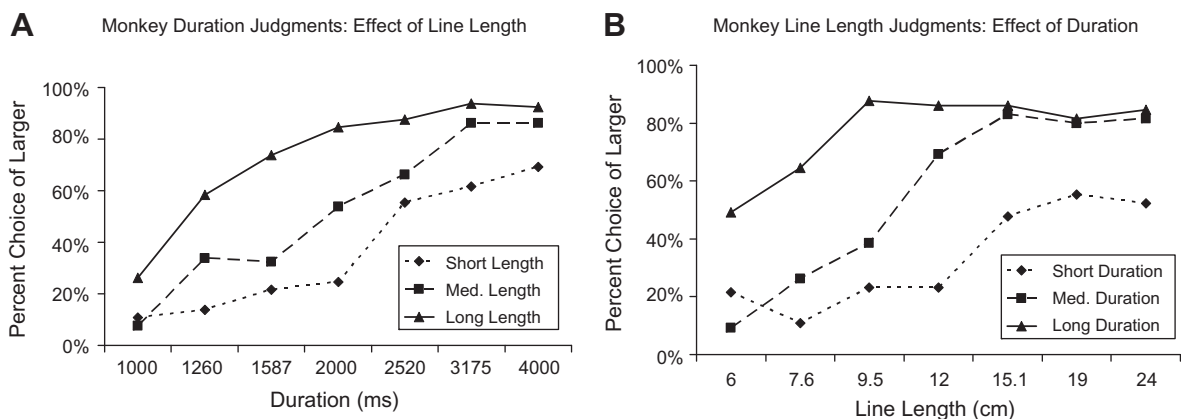 A
Monkey Duration Judgments: Effect of Line Length
Percent Choice of Larger
100%
80%
60%
40%
20%
0%
Short Length
Med. Length
Long Length
1000 1260 1587 2000 2520 3175 4000
Duration (ms)
B
Monkey Line Length Judgments: Effect of Duration
Percent Choice of Larger
100%
80%
60%
40%
20%
0%
Short Duration
Med. Duration
Long Duration
6 7.6 9.5 12 15.1 19 24
Line Length (cm)